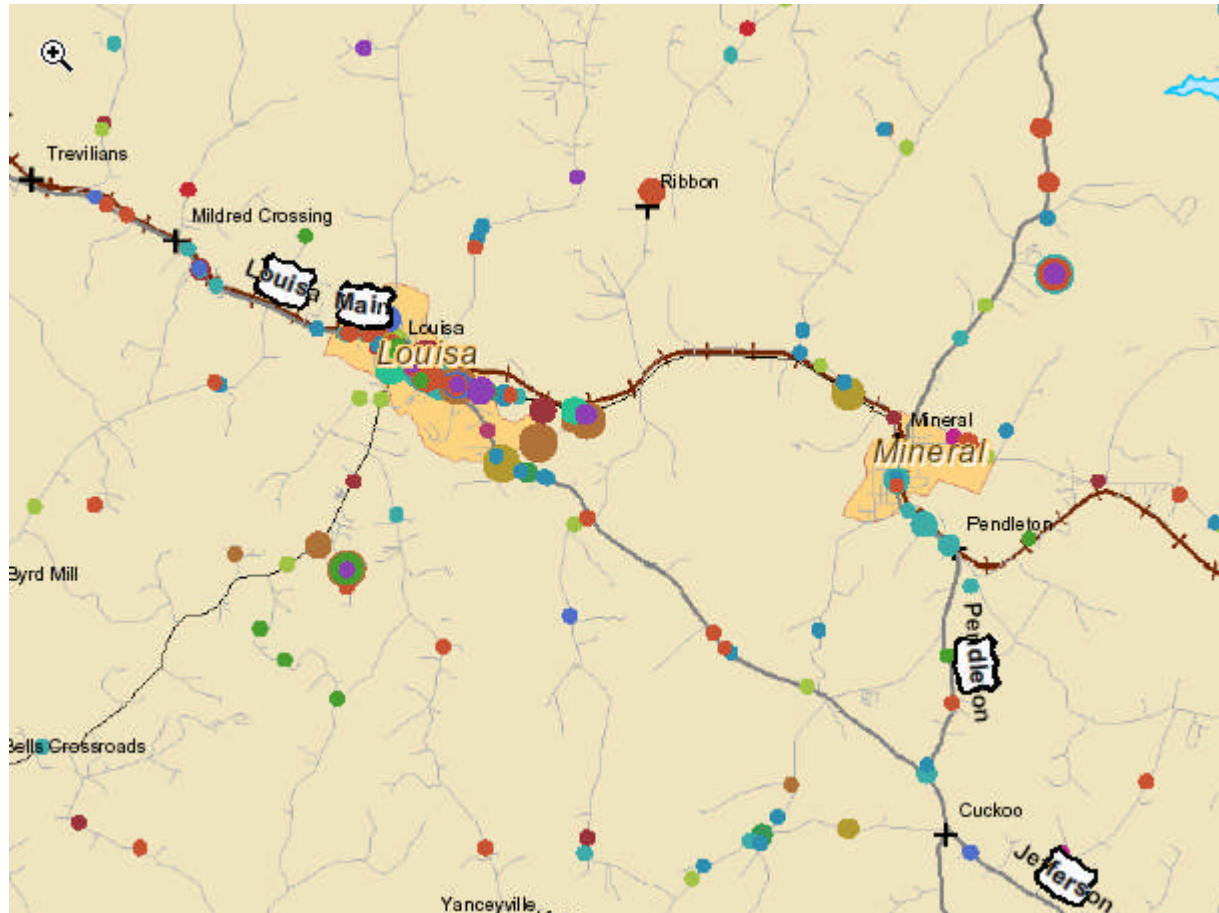 Trevilians
Ribbon
Mildred Crossing
Louisa
Main
Louisa
Louisa
Mineral
Mineral
Pendleton
Byrd Mill
Pendleton
Bells Crossroads
Cuckoo
Jefferson
Yanceyville